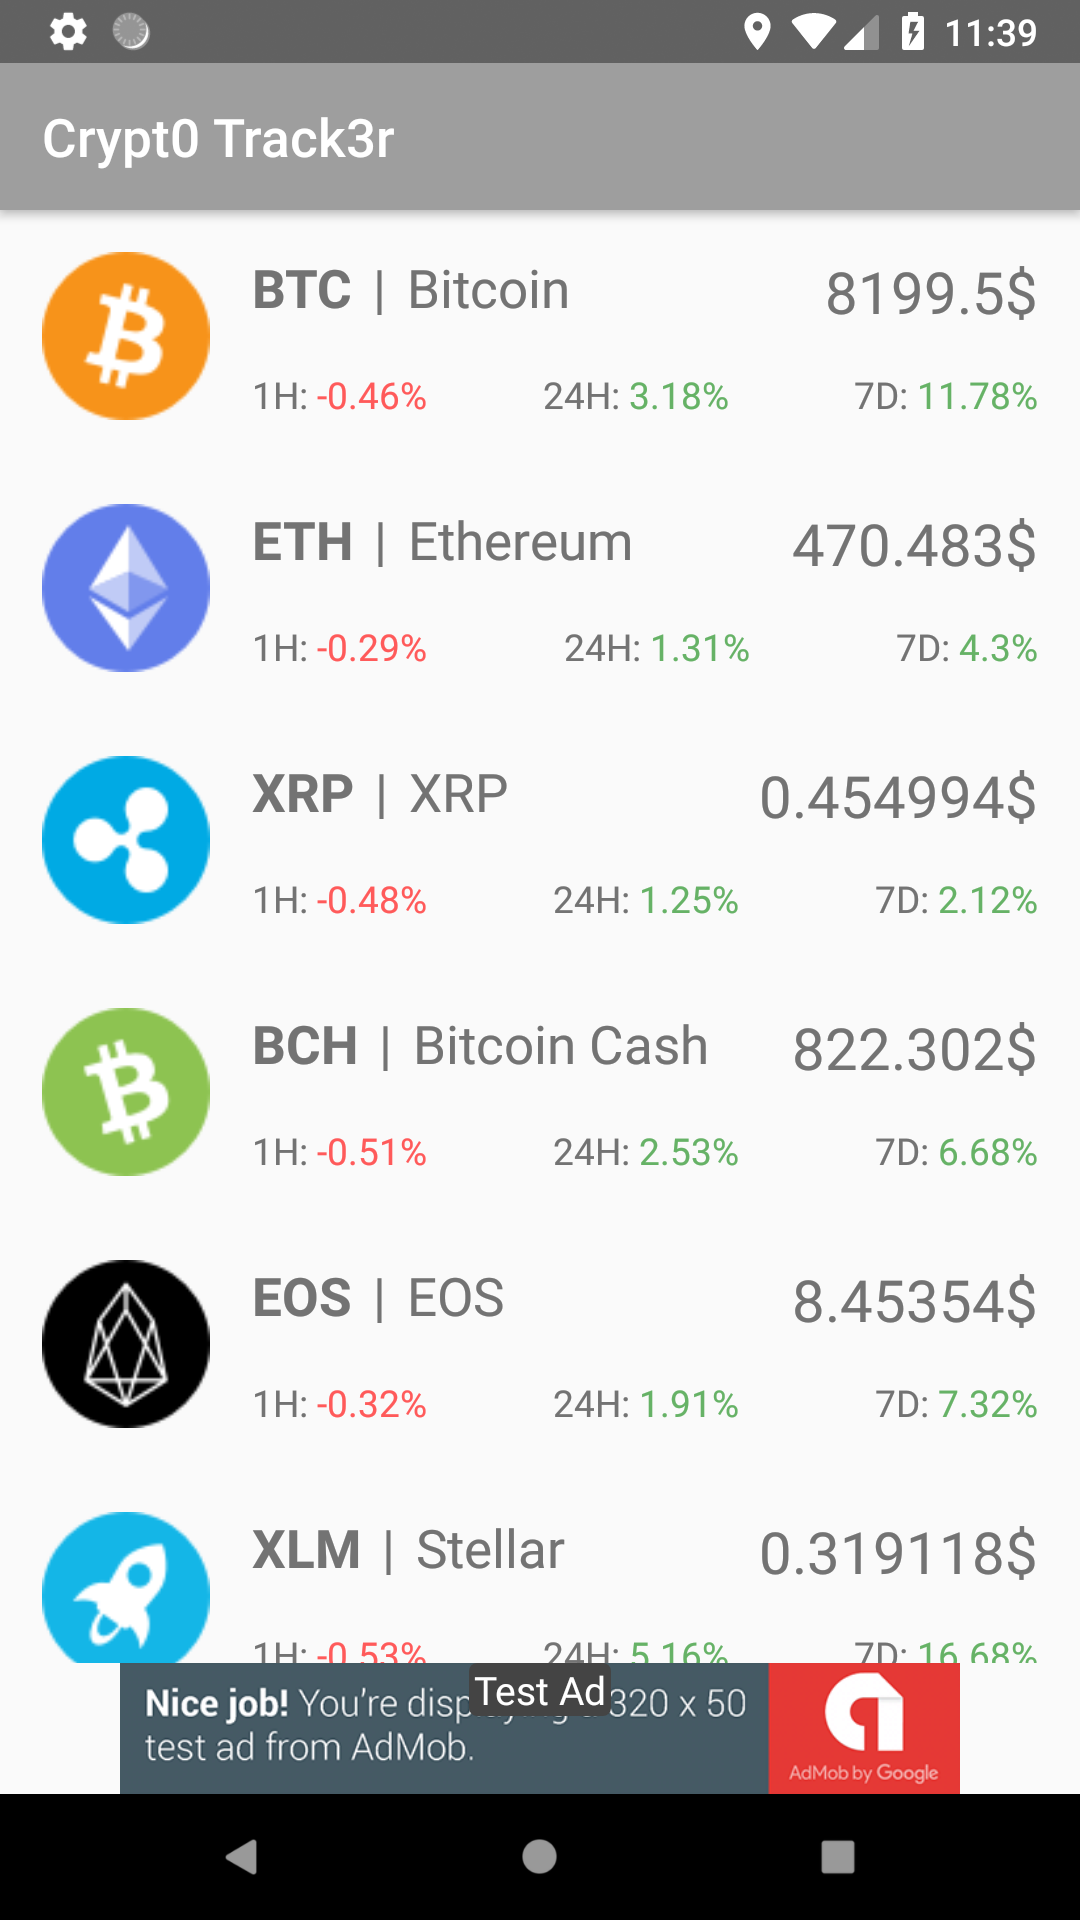 11:39
Crypt0 Track3r
BTC | Bitcoin 8199.5$
1H: -0.46% 24H: 3.18% 7D: 11.78%
ETH | Ethereum 470.483$
1H: -0.29% 24H: 1.31% 7D: 4.3%
XRP | XRP 0.454994$
1H: -0.48% 24H: 1.25% 7D: 2.12%
BCH | Bitcoin Cash 822.302$
1H: -0.51% 24H: 2.53% 7D: 6.68%
EOS | EOS 8.45354$
1H: -0.32% 24H: 1.91% 7D: 7.32%
XLM | Stellar 0.319118$
1H: -0.53% 24H: 5.16% 7D: 16.68%
Test Ad
Nice job! You're 320 x 50
test ad from AdMob.
AdMob by Google